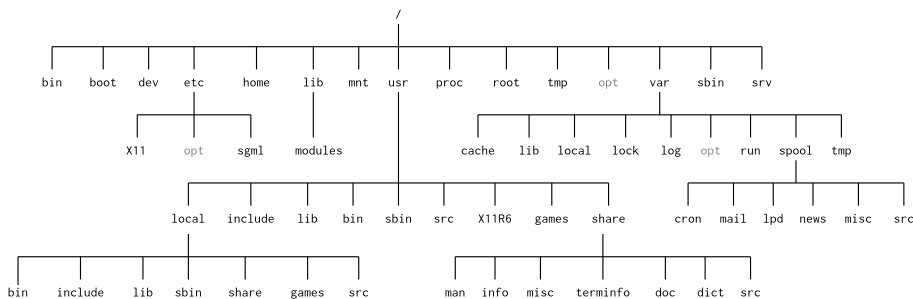 /
bin boot dev etc home lib mnt usr proc root tmp opt var sbin srv
X11 opt sgml modules cache lib local lock log opt run spool tmp
local include lib bin sbin src X11R6 games share cron mail lpd news misc src
bin include lib sbin share games src man info misc terminfo doc dict src